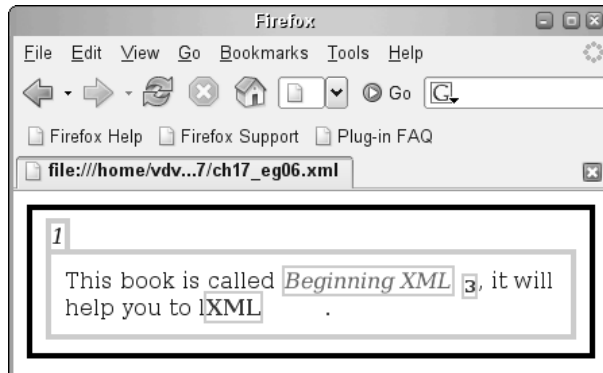 Firefox
File Edit View Go Bookmarks Tools Help
Go G
Firefox Help Firefox Support Plug-in FAQ
file:///home/vdv...7/ch17_eg06.xml
1
This book is called Beginning XML 3, it will
help you to lXML .